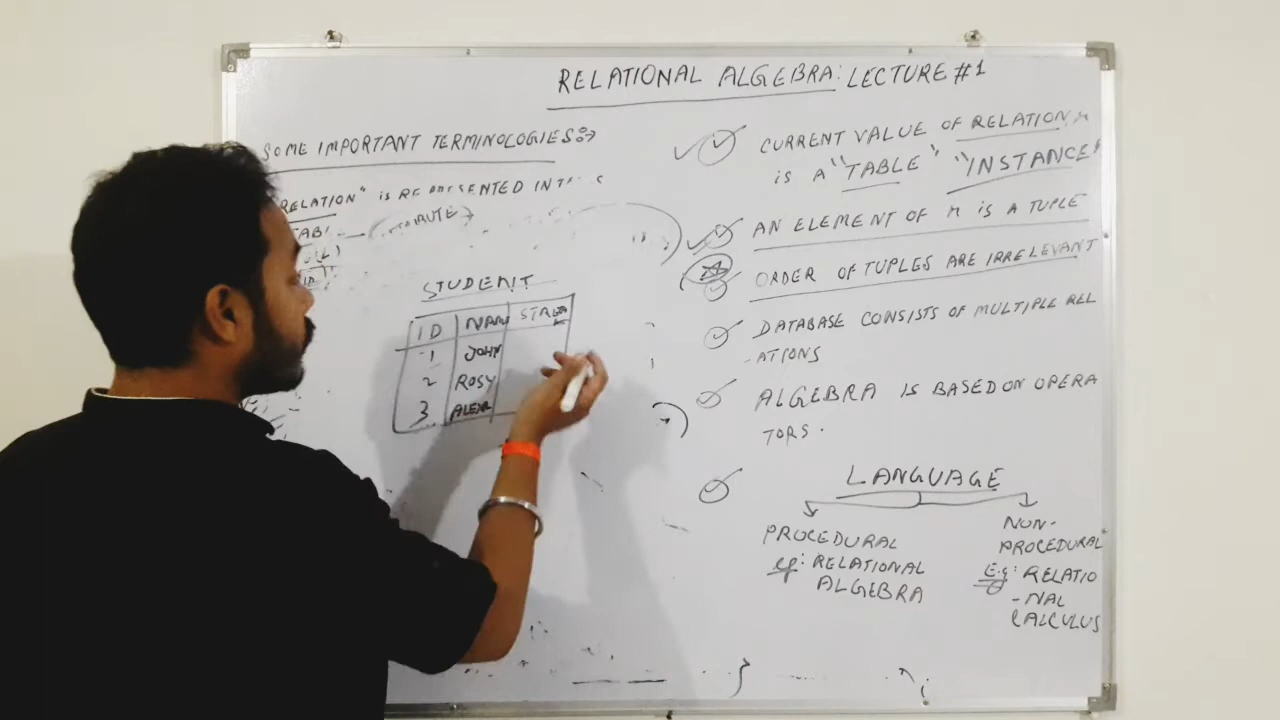 RELATIONAL ALGEBRA: LECTURE #1
SOME IMPORTANT TERMINOLOGIES:→
RELATION" is REPRESENTED IN
STUDENT
ID NAM
1 JOHN
2 ROSY
3
CURRENT VALUE OF RELATION,
is A "TABLE" "INSTANCE"
AN ELEMENT OF r is A TUPLE
ORDER OF TUPLES ARE IRRELEVANT
DATABASE CONSISTS OF MULTIPLE REL
-ATIONS
ALGEBRA is BASED ON OPERA
TORS.
LANGUAGE
PROCEDURAL
eg: RELATIONAL
ALGEBRA
NON-
PROCEDURAL
E.g: RELATIO
-NAL
CALCULUS